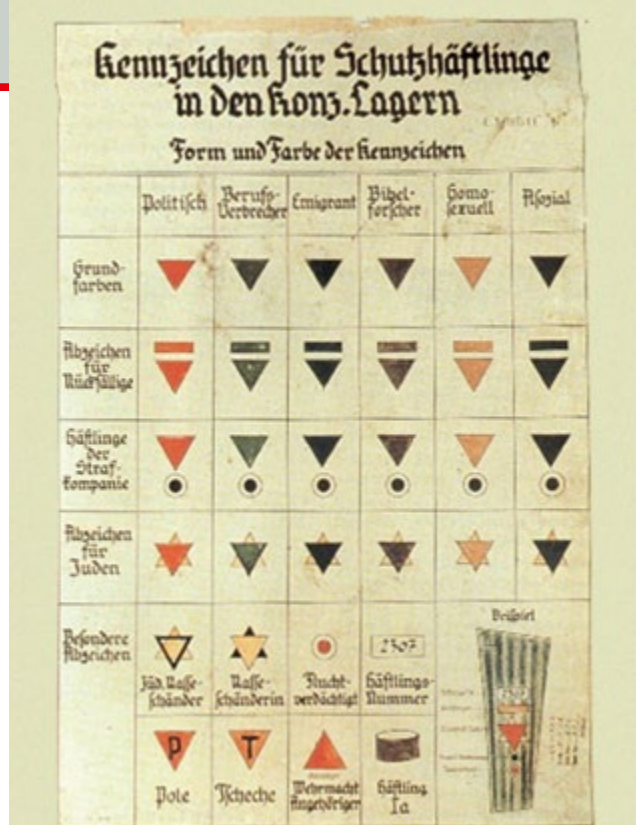 Kennzeichen für Schutzhäftlinge
in den Konz.Lagern
Form und Farbe der Kennzeichen
Politisch
Berufs-
Verbrecher
Emigrant
Bibel-
forscher
Homo-
sexuell
Asozial
Grund-
farben
Abzeichen
für
Rückfällige
Häftlinge
der
Straf-
kompanie
Abzeichen
für
Juden
Besondere
Abzeichen
Jüd. Rasse-
schänder
Rasse-
schänderin
Flucht-
verdächtigt
2307
Häftlings-
Nummer
Beispiel
P
Pole
T
Tscheche
Wehrmacht
Angehöriger
Häftling
Ia